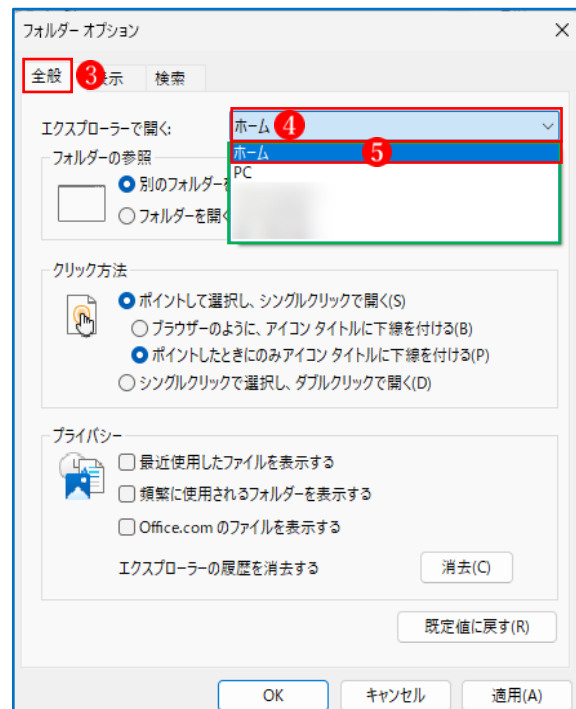 フォルダー オプション
全般 3 表示 検索
エクスプローラーで開く: ホーム 4
ホーム 5
PC
フォルダーの参照
別のフォルダー
フォルダーを開く
クリック方法
ポイントして選択し、シングルクリックで開く(S)
ブラウザーのように、アイコン タイトルに下線を付ける(B)
ポイントしたときにのみアイコン タイトルに下線を付ける(P)
シングルクリックで選択し、ダブルクリックで開く(D)
プライバシー
最近使用したファイルを表示する
頻繁に使用されるフォルダーを表示する
Office.com のファイルを表示する
エクスプローラーの履歴を消去する 消去(C)
既定値に戻す(R)
OK キャンセル 適用(A)